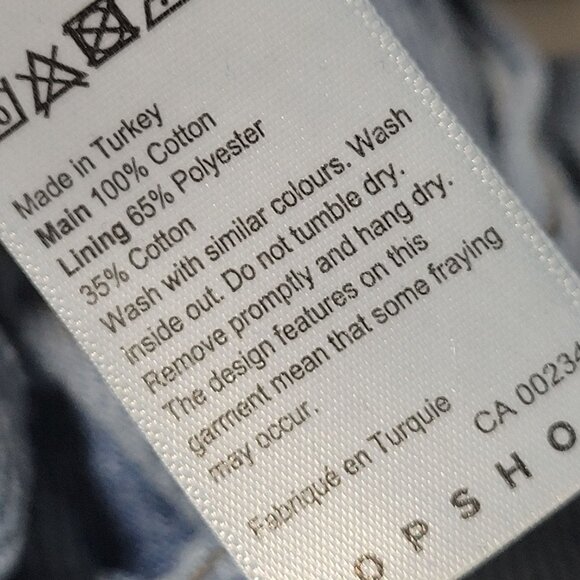 Made in Turkey
Main 100% Cotton
Lining 65% Polyester
35% Cotton
Wash with similar colours. Wash
inside out. Do not tumble dry.
Remove promptly and hang dry.
The design features on this
garment mean that some fraying
may occur.
Fabriqué en Turquie CA 00234
OPSHO